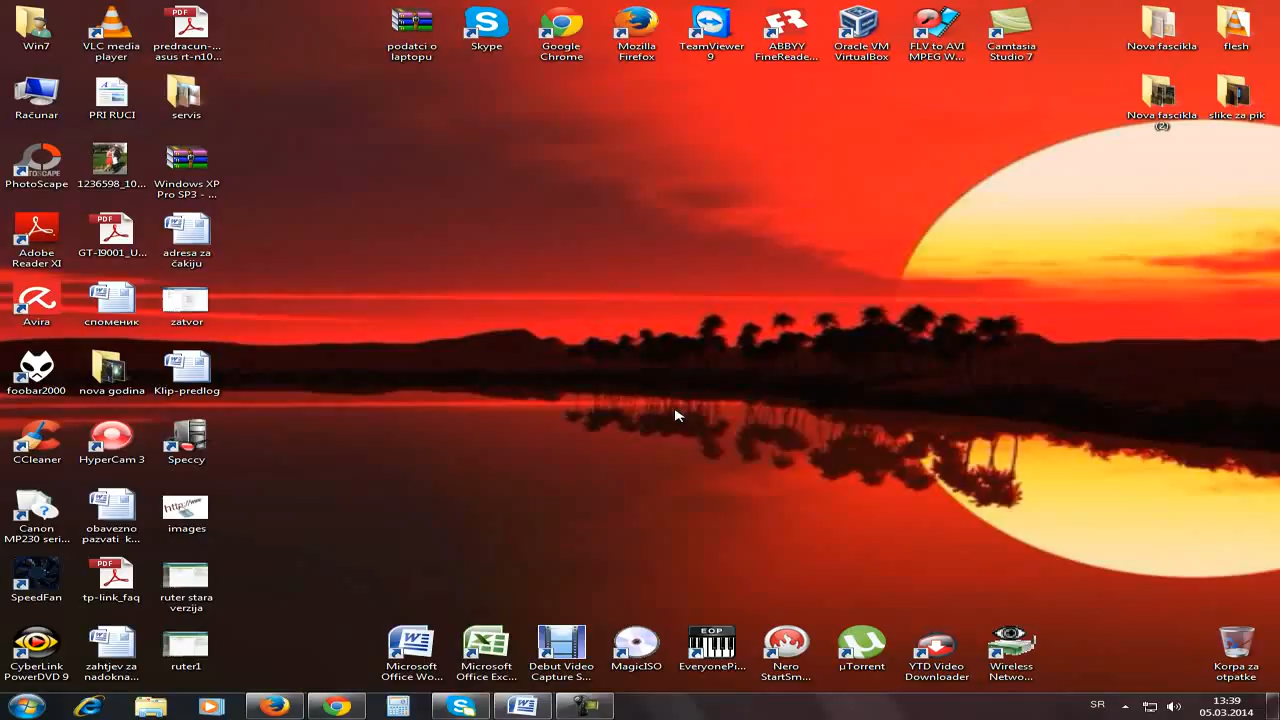 Win7
VLC media
player
PDF
predracun-...
asus rt-n10...
podatci o
laptopu
Skype
Google
Chrome
Mozilla
Firefox
TeamViewer
9
ABBYY
FineReade...
Oracle VM
VirtualBox
FLV to AVI
MPEG W...
Camtasia
Studio 7
Nova fascikla
flesh
Računar
PRI RUCI
servis
Nova fascikla
(2)
slike za pik
PhotoScape
1236598_10...
Windows XP
Pro SP3 - ...
Adobe
Reader XI
PDF
GT-I9001_U...
adresa za
čakiju
Avira
споменик
zatvor
foobar2000
nova godina
Klip-predlog
CCleaner
HyperCam 3
Speccy
Canon
MP230 seri...
obavezno
pazvati k...
http://www
images
SpeedFan
PDF
tp-link_faq
ruter stara
verzija
CyberLink
PowerDVD 9
zahtjev za
nadokna...
ruter1
Microsoft
Office Wo...
Microsoft
Office Exc...
Debut Video
Capture S...
MagicISO
EOP
EveryonePi...
Nero
StartSm...
µTorrent
YTD Video
Downloader
Wireless
Netwo...
Korpa za
otpatke
SR
13:39
05.03.2014